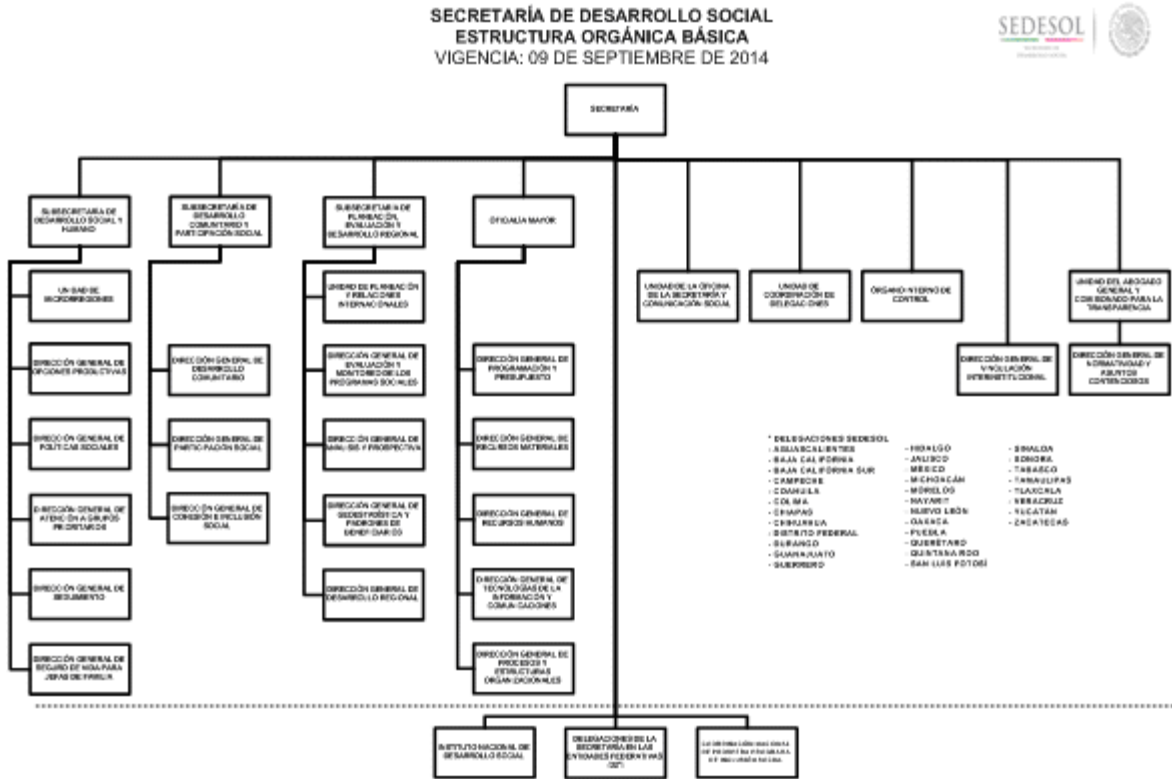 SECRETARÍA DE DESARROLLO SOCIAL
ESTRUCTURA ORGÁNICA BÁSICA
VIGENCIA: 09 DE SEPTIEMBRE DE 2014
SEDESOL
SECRETARÍA
SUBSECRETARÍA DE
DESARROLLO SOCIAL Y
HUMANO
SUBSECRETARÍA DE
DESARROLLO
COMUNITARIO Y
PARTICIPACIÓN SOCIAL
SUBSECRETARÍA DE
PLANEACIÓN,
EVALUACIÓN Y
DESARROLLO REGIONAL
OFICIALÍA MAYOR
UNIDAD DE
MICRORREGIONES
UNIDAD DE PLANEACIÓN
Y RELACIONES
INTERNACIONALES
UNIDAD DE LA OFICINA
DE LA SECRETARÍA Y
COMUNICACIÓN SOCIAL
UNIDAD DE
COORDINACIÓN DE
DELEGACIONES
ÓRGANO INTERNO DE
CONTROL
UNIDAD DEL ABOGADO
GENERAL Y
COMISIONADO PARA LA
TRANSPARENCIA
DIRECCIÓN GENERAL DE
OPCIONES PRODUCTIVAS
DIRECCIÓN GENERAL DE
DESARROLLO
COMUNITARIO
DIRECCIÓN GENERAL DE
EVALUACIÓN Y
MONITOREO DE LOS
PROGRAMAS SOCIALES
DIRECCIÓN GENERAL DE
PROGRAMACIÓN Y
PRESUPUESTO
DIRECCIÓN GENERAL DE
VINCULACIÓN
INTERINSTITUCIONAL
DIRECCIÓN GENERAL DE
NORMATIVIDAD Y
ASUNTOS
CONTENCIOSOS
DIRECCIÓN GENERAL DE
POLÍTICAS SOCIALES
DIRECCIÓN GENERAL DE
PARTICIPACIÓN SOCIAL
DIRECCIÓN GENERAL DE
ANÁLISIS Y PROSPECTIVA
DIRECCIÓN GENERAL DE
RECURSOS MATERIALES
DIRECCIÓN GENERAL DE
ATENCIÓN A GRUPOS
PRIORITARIOS
DIRECCIÓN GENERAL DE
COHESIÓN E INCLUSIÓN
SOCIAL
DIRECCIÓN GENERAL DE
GEOESTADÍSTICA Y
PADRONES DE
BENEFICIARIOS
DIRECCIÓN GENERAL DE
RECURSOS HUMANOS
DIRECCIÓN GENERAL DE
SEGUIMIENTO
DIRECCIÓN GENERAL DE
DESARROLLO REGIONAL
DIRECCIÓN GENERAL DE
TECNOLOGÍAS DE LA
INFORMACIÓN Y
COMUNICACIONES
DIRECCIÓN GENERAL DE
SEGURO DE VIDA PARA
JEFAS DE FAMILIA
DIRECCIÓN GENERAL DE
PROCESOS Y
ESTRUCTURAS
ORGANIZACIONALES
* DELEGACIONES SEDESOL
- AGUASCALIENTES
- BAJA CALIFORNIA
- BAJA CALIFORNIA SUR
- CAMPECHE
- COAHUILA
- COLIMA
- CHIAPAS
- CHIHUAHUA
- DISTRITO FEDERAL
- DURANGO
- GUANAJUATO
- GUERRERO
- HIDALGO
- JALISCO
- MÉXICO
- MICHOACÁN
- MORELOS
- NAYARIT
- NUEVO LEÓN
- OAXACA
- PUEBLA
- QUERÉTARO
- QUINTANA ROO
- SAN LUIS POTOSÍ
- SINALOA
- SONORA
- TABASCO
- TAMAULIPAS
- TLAXCALA
- VERACRUZ
- YUCATÁN
- ZACATECAS
INSTITUTO NACIONAL DE
DESARROLLO SOCIAL
DELEGACIONES DE LA
SECRETARÍA EN LAS
ENTIDADES FEDERATIVAS
COORDINACIÓN NACIONAL
DE PROSPERA PROGRAMA
DE INCLUSIÓN SOCIAL